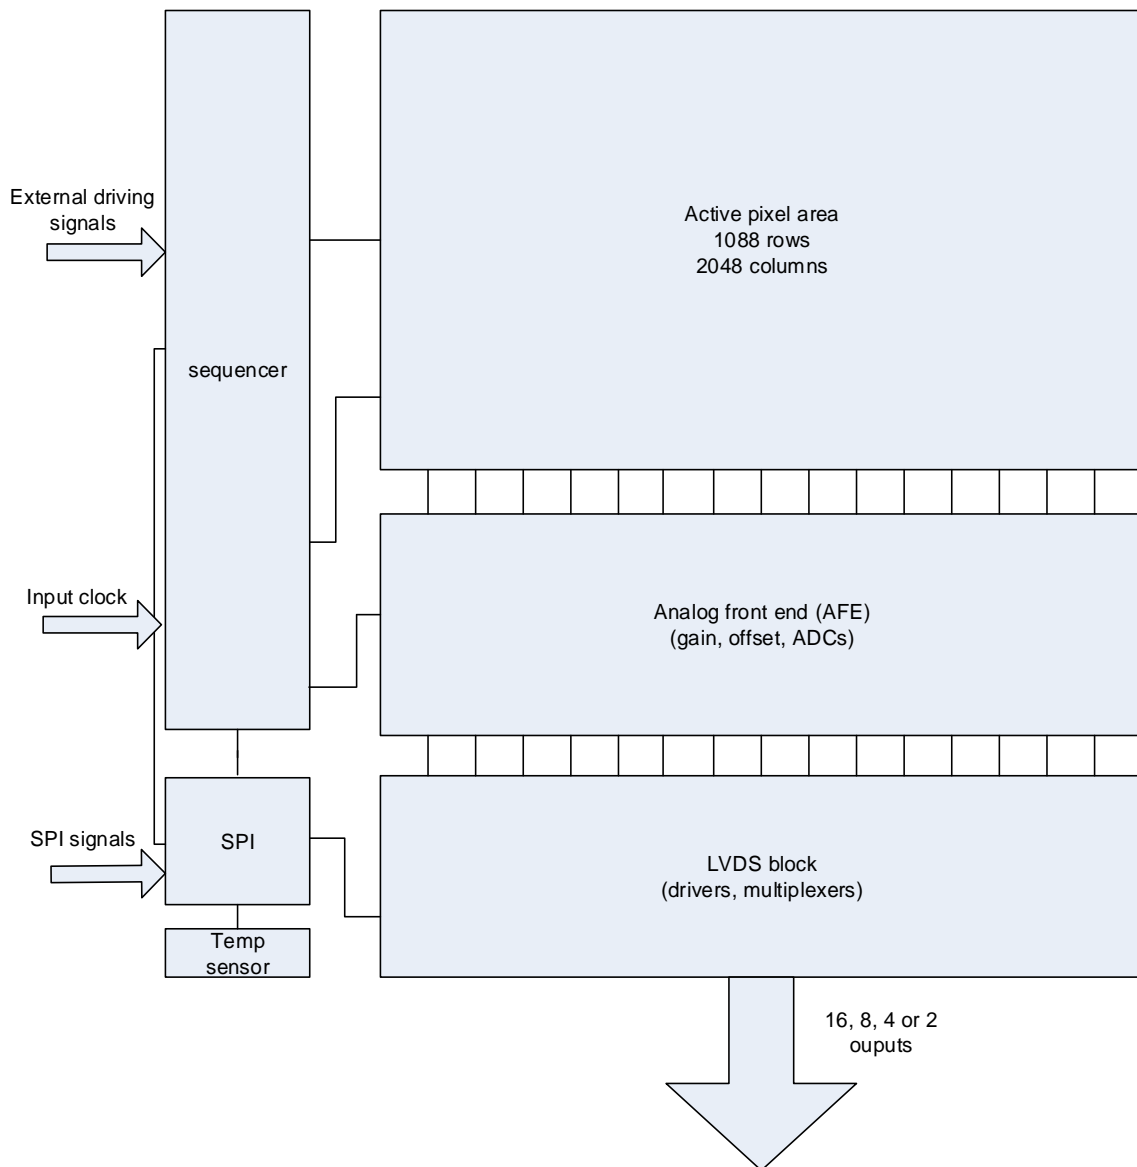 External driving
signals
Active pixel area
1088 rows
2048 columns
sequencer
Input clock
Analog front end (AFE)
(gain, offset, ADCs)
SPI signals
SPI
LVDS block
(drivers, multiplexers)
Temp
sensor
16, 8, 4 or 2
ouputs